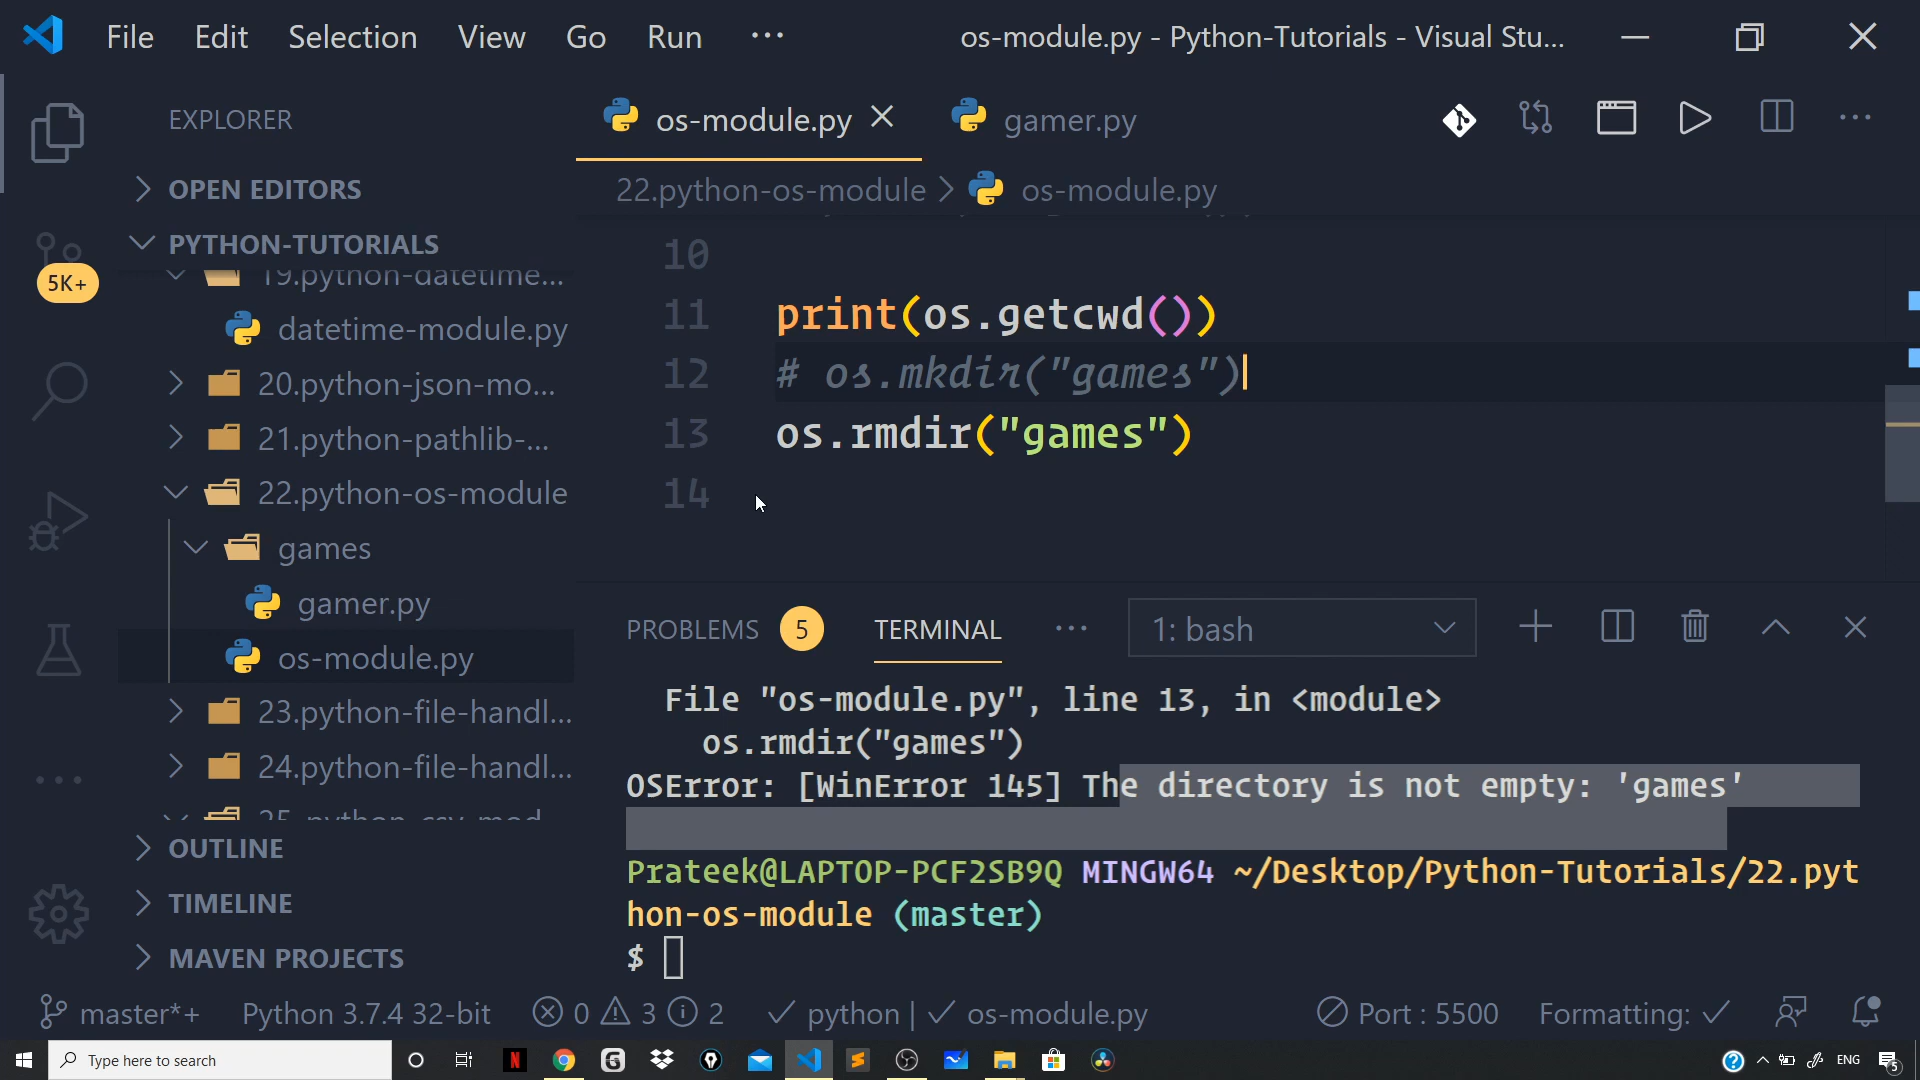 File Edit Selection View Go Run ··· os-module.py - Python-Tutorials - Visual Stu...
EXPLORER
os-module.py gamer.py
OPEN EDITORS
22.python-os-module > os-module.py
PYTHON-TUTORIALS
5K+
19.python-datetime...
datetime-module.py
20.python-json-mo...
21.python-pathlib-...
22.python-os-module
games
gamer.py
os-module.py
23.python-file-handl...
24.python-file-handl...
OUTLINE
TIMELINE
MAVEN PROJECTS
10
11 print(os.getcwd())
12 # os.mkdir("games")
13 os.rmdir("games")
14
PROBLEMS 5 TERMINAL ··· 1: bash
File "os-module.py", line 13, in <module>
os.rmdir("games")
OSError: [WinError 145] The directory is not empty: 'games'
Prateek@LAPTOP-PCF2SB9Q MINGW64 ~/Desktop/Python-Tutorials/22.pyt
hon-os-module (master)
$
master*+ Python 3.7.4 32-bit 0 3 2 python | os-module.py Port : 5500 Formatting:
Type here to search ENG 5